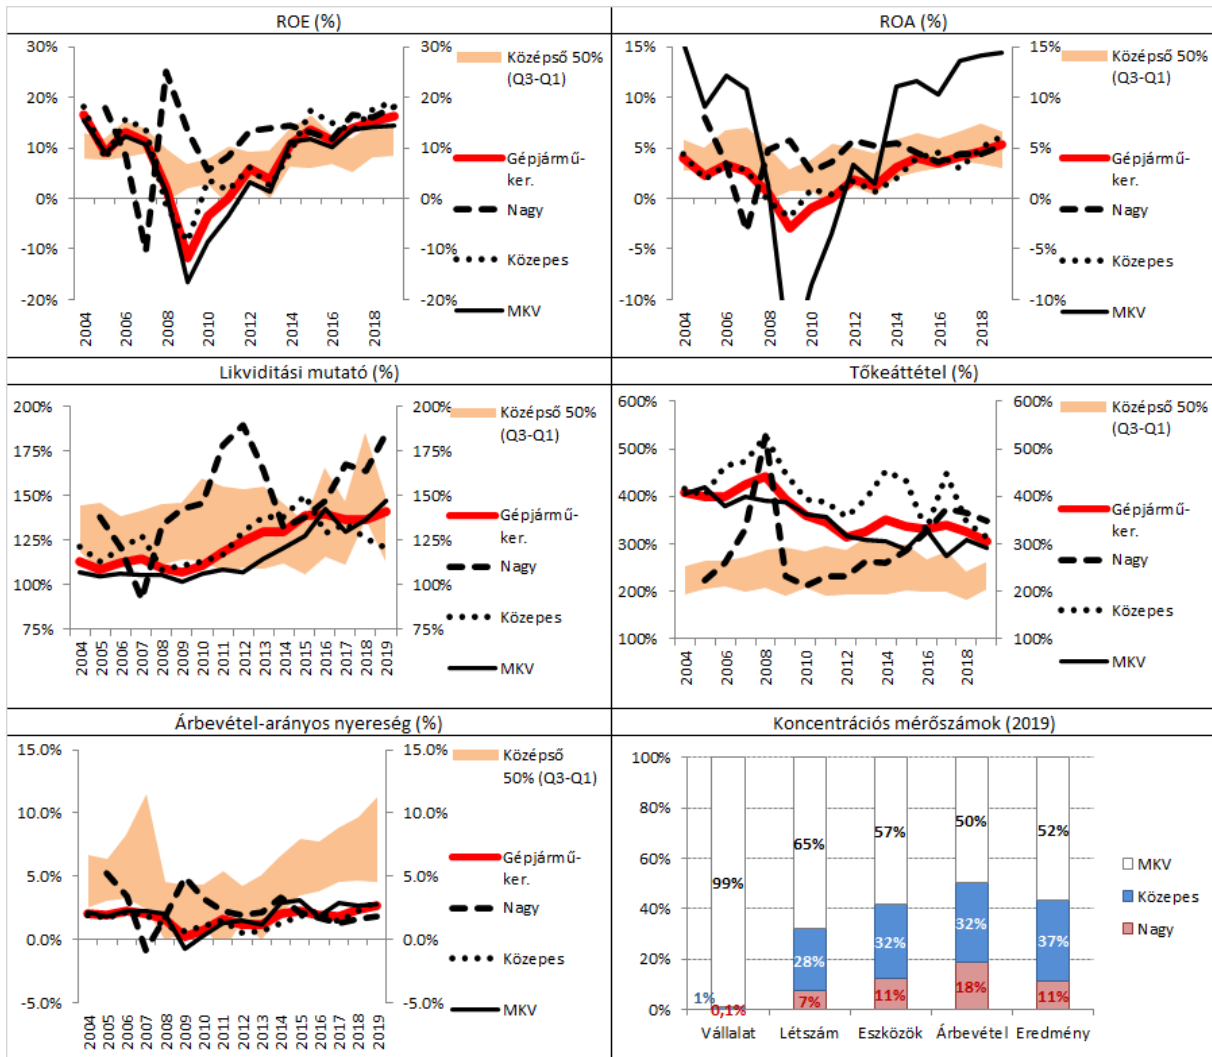 ROE (%)
30%
20%
10%
0%
-10%
-20%
30%
20%
10%
0%
-10%
-20%
2004
2006
2008
2010
2012
2014
2016
2018
Középső 50%
(Q3-Q1)
Gépjármű-
ker.
Nagy
Közepes
MKV
ROA (%)
15%
10%
5%
0%
5%
-10%
15%
10%
5%
0%
-5%
-10%
2004
2006
2008
2010
2012
2014
2016
2018
Középső 50%
(Q3-Q1)
Gépjármű-
ker.
Nagy
Közepes
MKV
Likviditási mutató (%)
200%
175%
150%
125%
100%
75%
200%
175%
150%
125%
100%
75%
2004
2005
2006
2007
2008
2009
2010
2011
2012
2013
2014
2015
2016
2017
2018
2019
Középső 50%
(Q3-Q1)
Gépjármű-
ker.
Nagy
Közepes
MKV
Tőkeáttétel (%)
600%
500%
400%
300%
200%
100%
600%
500%
400%
300%
200%
100%
2004
2006
2008
2010
2012
2014
2016
2018
Középső 50%
(Q3-Q1)
Gépjármű-
ker.
Nagy
Közepes
MKV
Árbevétel-arányos nyereség (%)
15.0%
10.0%
5.0%
0.0%
-5.0%
15.0%
10.0%
5.0%
0.0%
-5.0%
2004
2005
2006
2007
2008
2009
2010
2011
2012
2013
2014
2015
2016
2017
2018
2019
Középső
50% (Q3-Q1)
Gépjármű-
ker.
Nagy
Közepes
MKV
Koncentrációs mérőszámok (2019)
100%
80%
60%
40%
20%
0%
99%
65%
57%
50%
52%
28%
32%
32%
37%
1%
0,1%
7%
11%
18%
11%
Vállalat
Létszám
Eszközök
Árbevétel
Eredmény
MKV
Közepes
Nagy